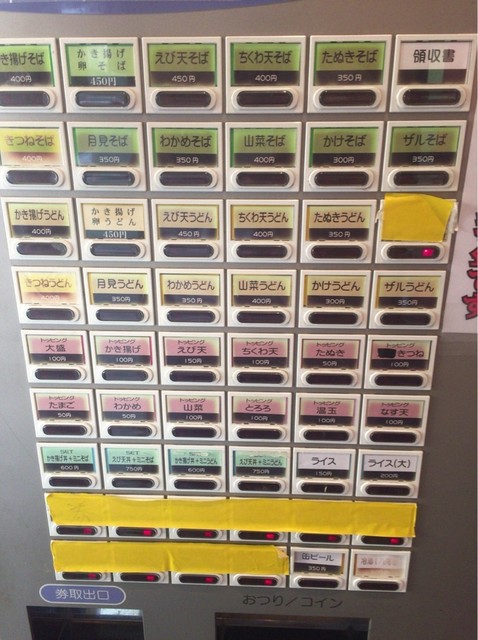 き揚げそば
400円
かき揚げ
卵そば
450円
えび天そば
450円
ちくわ天そば
400円
たぬきそば
350円
領収書
きつねそば
400円
月見そば
350円
わかめそば
350円
山菜そば
400円
かけそば
300円
ザルそば
350円
かき揚げうどん
400円
かき揚げ
卵うどん
450円
えび天うどん
450円
ちくわ天うどん
400円
たぬきうどん
350円
きつねうどん
月見うどん
350円
わかめうどん
350円
山菜うどん
400円
かけうどん
300円
ザルうどん
350円
トッピング
大盛
100円
トッピング
かき揚げ
100円
トッピング
えび天
150円
トッピング
ちくわ天
100円
トッピング
たぬき
50円
トッピング
きつね
100円
トッピング
たまご
50円
トッピング
わかめ
50円
トッピング
山菜
100円
トッピング
とろろ
100円
トッピング
温玉
100円
トッピング
なす天
100円
SET
かき揚げ丼+ミニそば
600円
SET
えび天丼+ミニそば
750円
かき揚げ丼+ミニうどん
600円
えび天丼+ミニうどん
750円
ライス
150円
ライス(大)
200円
缶ビール
350円
券取出口
おつり/コイン